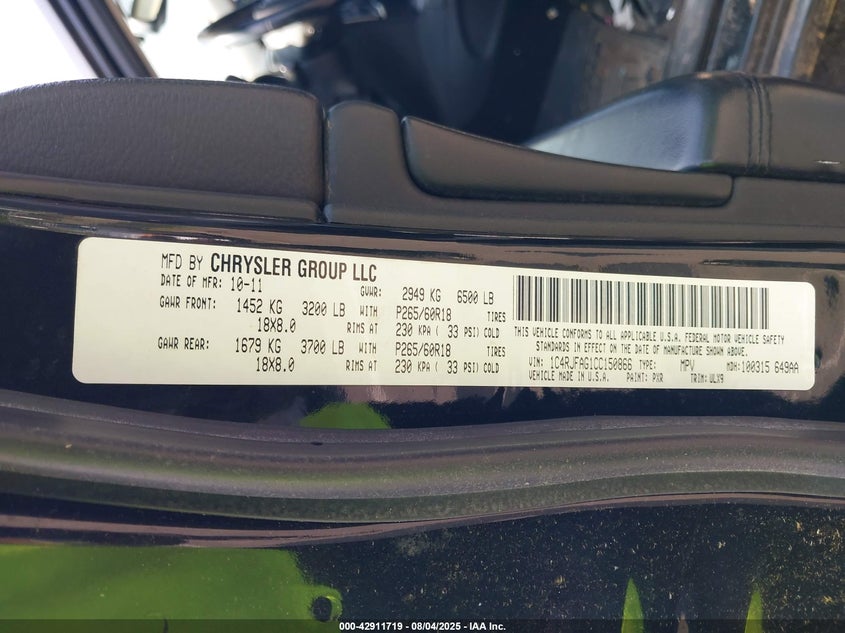 MFD BY CHRYSLER GROUP LLC
DATE OF MFR: 10-11 GVWR: 2949 KG 6500 LB
GAWR FRONT: 1452 KG 3200 LB WITH P265/60R18 TIRES
18X8.0 RIMS AT 230 KPA ( 33 PSI) COLD
GAWR REAR: 1679 KG 3700 LB WITH P265/60R18 TIRES
18X8.0 RIMS AT 230 KPA ( 33 PSI) COLD
THIS VEHICLE CONFORMS TO ALL APPLICABLE U.S.A. FEDERAL MOTOR VEHICLE SAFETY
STANDARDS IN EFFECT ON THE DATE OF MANUFACTURE SHOWN ABOVE.
VIN: 1C4RJFAG1CC150866 TYPE: MPV MDH: 100315 649AA
VEHICLE MADE IN U.S.A. PAINT: PXR TRIM: VLX9
000-42911719 - 08/04/2025 - IAA Inc.